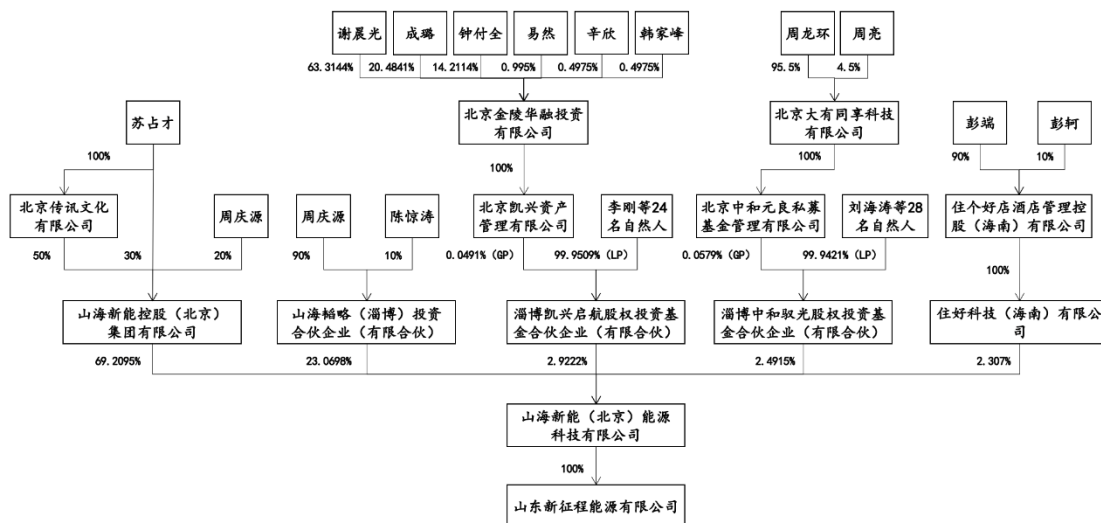 谢晨光
成璐
钟付全
易然
辛欣
韩家峰
周龙环
周亮
63.3144%
20.4841%
14.2114%
0.995%
0.4975%
0.4975%
95.5%
4.5%
苏占才
北京金陵华融投资
有限公司
北京大有同享科技
有限公司
彭端
彭轲
100%
100%
100%
90%
10%
北京传讯文化
有限公司
周庆源
周庆源
陈惊涛
北京凯兴资产
管理有限公司
李刚等24
名自然人
北京中和元良私募
基金管理有限公司
刘海涛等28
名自然人
住个好店酒店管理控
股（海南）有限公司
50%
30%
20%
90%
10%
0.0491% (GP)
99.9509% (LP)
0.0579% (GP)
99.9421% (LP)
100%
山海新能控股（北京）
集团有限公司
山海韬略（淄博）投资
合伙企业（有限合伙）
淄博凯兴启航股权投资基
金合伙企业（有限合伙）
淄博中和驭光股权投资基
金合伙企业（有限合伙）
住好科技（海南）有限公
司
69.2095%
23.0698%
2.9222%
2.4915%
2.307%
山海新能（北京）能源
科技有限公司
100%
山东新征程能源有限公司